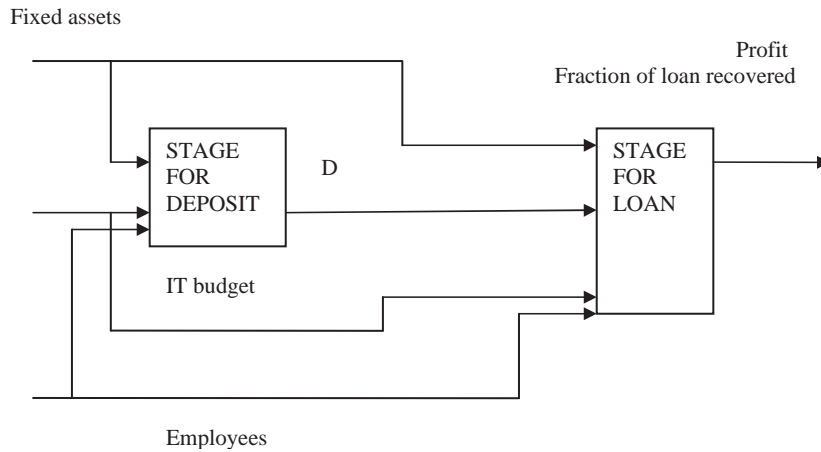 Fixed assets
Profit
Fraction of loan recovered
STAGE
FOR
DEPOSIT
D
STAGE
FOR
LOAN
IT budget
Employees